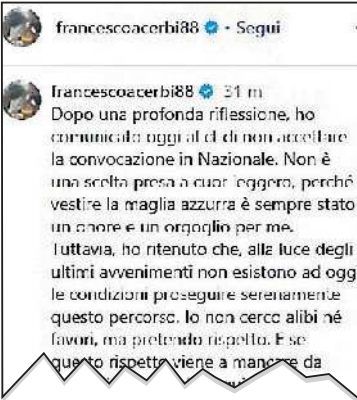 francescoacerbi88 • Segui
francescoacerbi88 31 m
Dopo una profonda riflessione, ho
comunicato oggi al ct di non accettare
la convocazione in Nazionale. Non è
una scelta presa a cuor leggero, perché
vestire la maglia azzurra è sempre stato
un onore e un orgoglio per me.
Tuttavia, ho ritenuto che, alla luce degli
ultimi avvenimenti non esistono ad oggi
le condizioni proseguire serenamente
questo percorso. Io non cerco alibi né
favori, ma pretendo rispetto. E se
questo rispetto viene a mancare da